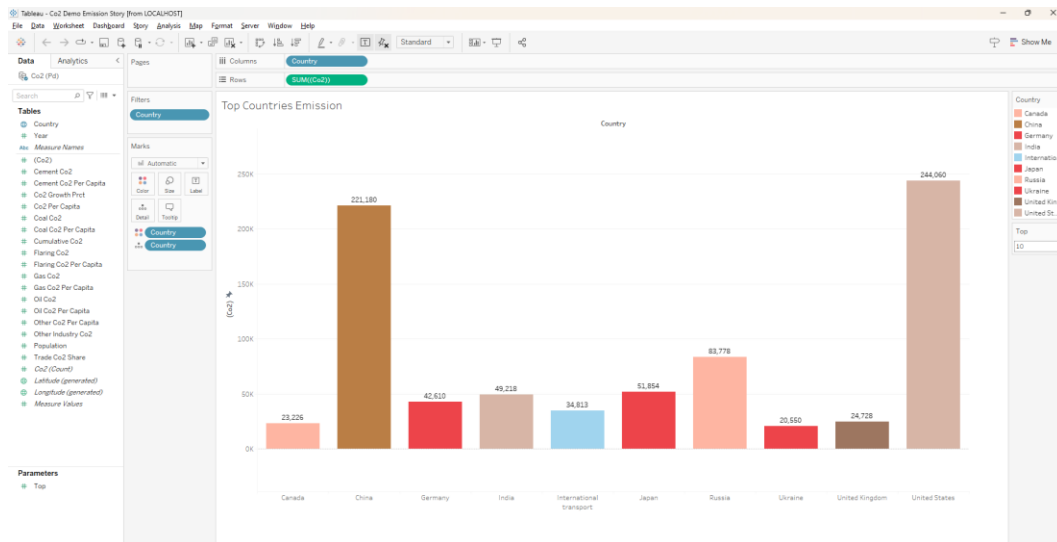 Tableau - Co2 Demo Emission Story [from LOCALHOST]
File Data Worksheet Dashboard Story Analysis Map Format Server Window Help
Standard
Show Me
Data Analytics
Co2 (Pd)
Search
Tables
Country
Year
Abc Measure Names
(Co2)
Cement Co2
Cement Co2 Per Capita
Co2 Growth Prct
Co2 Per Capita
Coal Co2
Coal Co2 Per Capita
Cumulative Co2
Flaring Co2
Flaring Co2 Per Capita
Gas Co2
Gas Co2 Per Capita
Oil Co2
Oil Co2 Per Capita
Other Co2 Per Capita
Other Industry Co2
Population
Trade Co2 Share
Co2 (Count)
Latitude (generated)
Longitude (generated)
Measure Values
Parameters
Top
Pages
Filters
Country
Marks
Automatic
Color Size Label
Detail Tooltip
Country
Country
Columns Country
Rows SUM((Co2))
Top Countries Emission
Country
(Co2)
250K
200K
150K
100K
50K
0K
23,226
221,180
42,610
49,218
34,813
51,854
83,778
20,550
24,728
244,060
Canada
China
Germany
India
International
transport
Japan
Russia
Ukraine
United Kingdom
United States
Country
Canada
China
Germany
India
Internatio
Japan
Russia
Ukraine
United Kin
United St..
Top
10